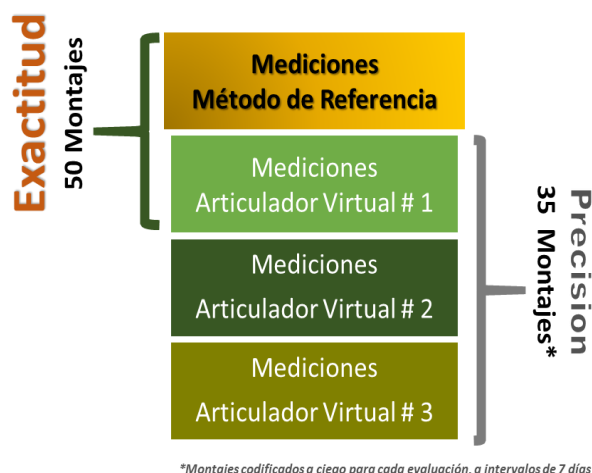 Exactitud
50 Montajes
Mediciones
Método de Referencia
Mediciones
Articulador Virtual # 1
Mediciones
Articulador Virtual # 2
Mediciones
Articulador Virtual # 3
Precision
35 Montajes*
*Montajes codificados a ciego para cada evaluación, a intervalos de 7 días